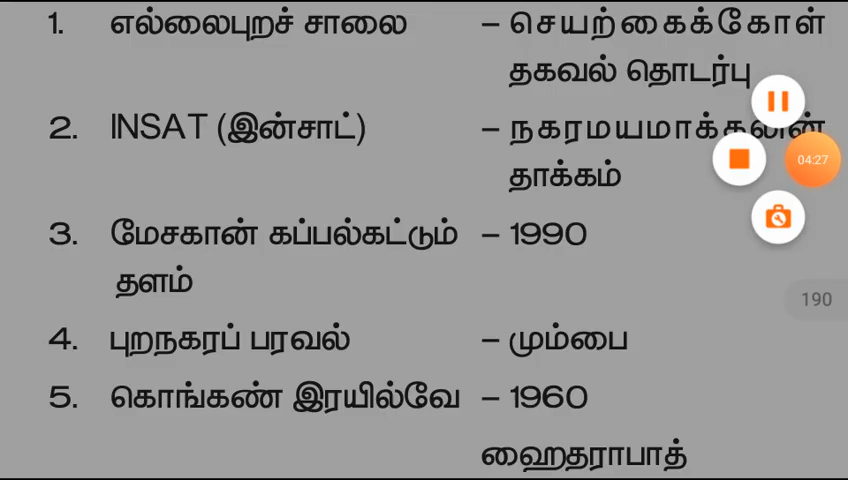 1. எல்லைபுறச் சாலை – செயற்கைக்கோள்
தகவல் தொடர்பு
2. INSAT (இன்சாட்) – நகரமயமாக்கலின்
தாக்கம்
04:27
3. மேசகான் கப்பல்கட்டும் – 1990
தளம்
190
4. புறநகரப் பரவல் – மும்பை
5. கொங்கண் இரயில்வே – 1960
ஹைதராபாத்